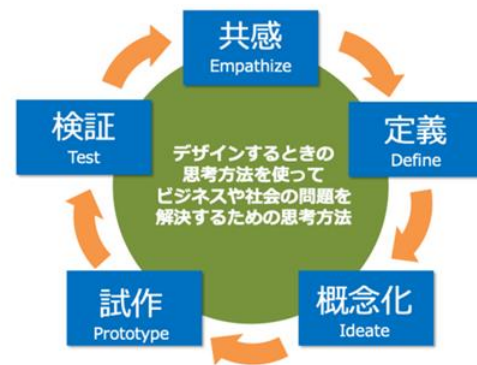 共感
Empathize
定義
Define
概念化
Ideate
試作
Prototype
検証
Test
デザインするときの
思考方法を使って
ビジネスや社会の問題を
解決するための思考方法